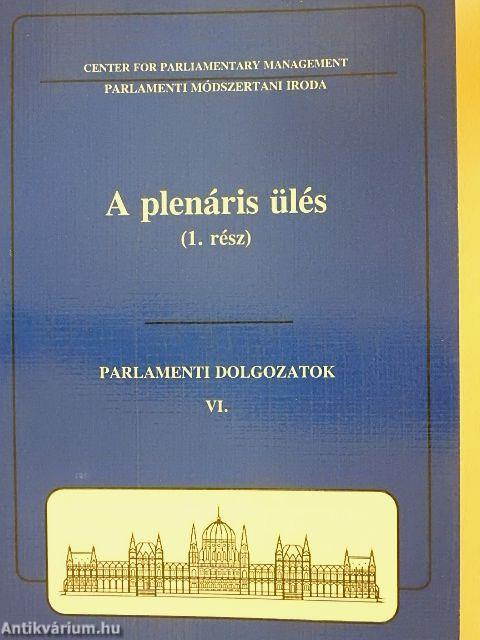 CENTER FOR PARLIAMENTARY MANAGEMENT
PARLAMENTI MÓDSZERTANI IRODA
A plenáris ülés
(1. rész)
PARLAMENTI DOLGOZATOK
VI.
Antikvárium.hu